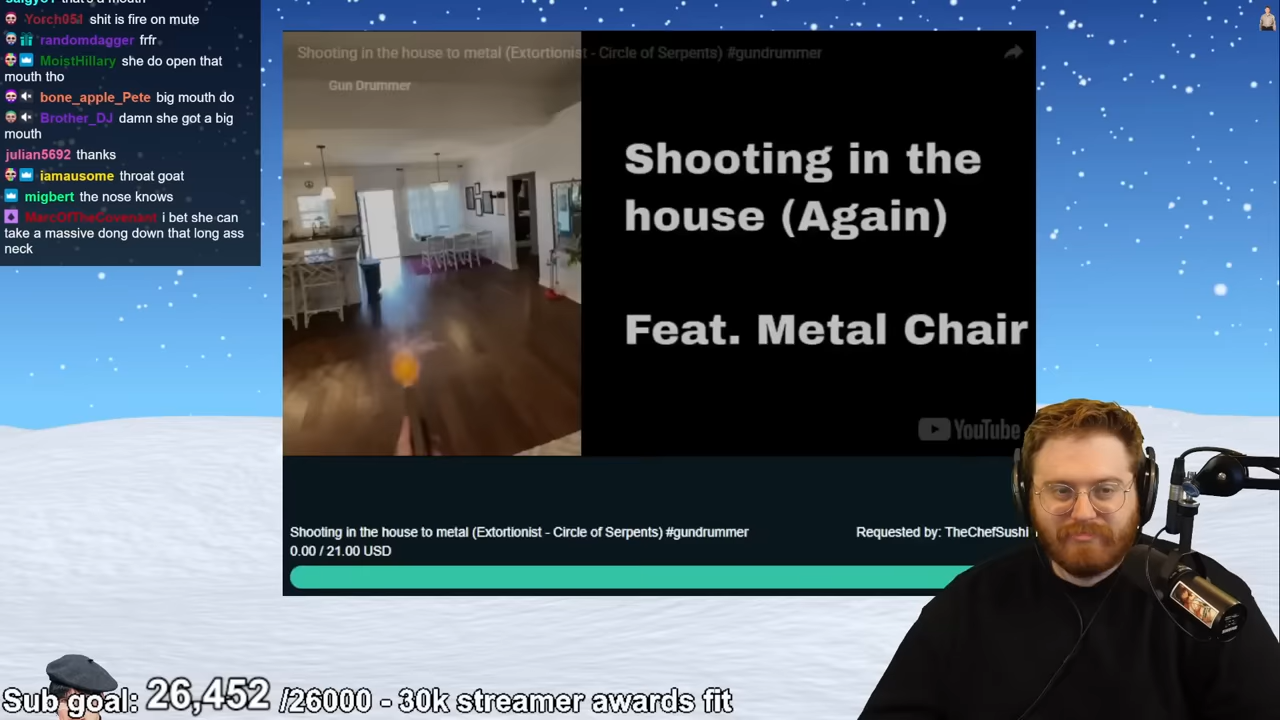 Yorch051 shit is fire on mute
randomdagger frfr
MoistHillary she do open that
mouth tho
bone_apple_Pete big mouth do
Brother_DJ damn she got a big
mouth
julian5692 thanks
iamausome throat goat
migbert the nose knows
MarcOfTheCovenant i bet she can
take a massive dong down that long ass
neck
Shooting in the house to metal (Extortionist - Circle of Serpents) #gundrummer
Gun Drummer
Shooting in the
house (Again)
Feat. Metal Chair
YouTube
Shooting in the house to metal (Extortionist - Circle of Serpents) #gundrummer
Requested by: TheChefSushi
0.00 / 21.00 USD
Sub goal: 26,452 /26000 - 30k streamer awards fit